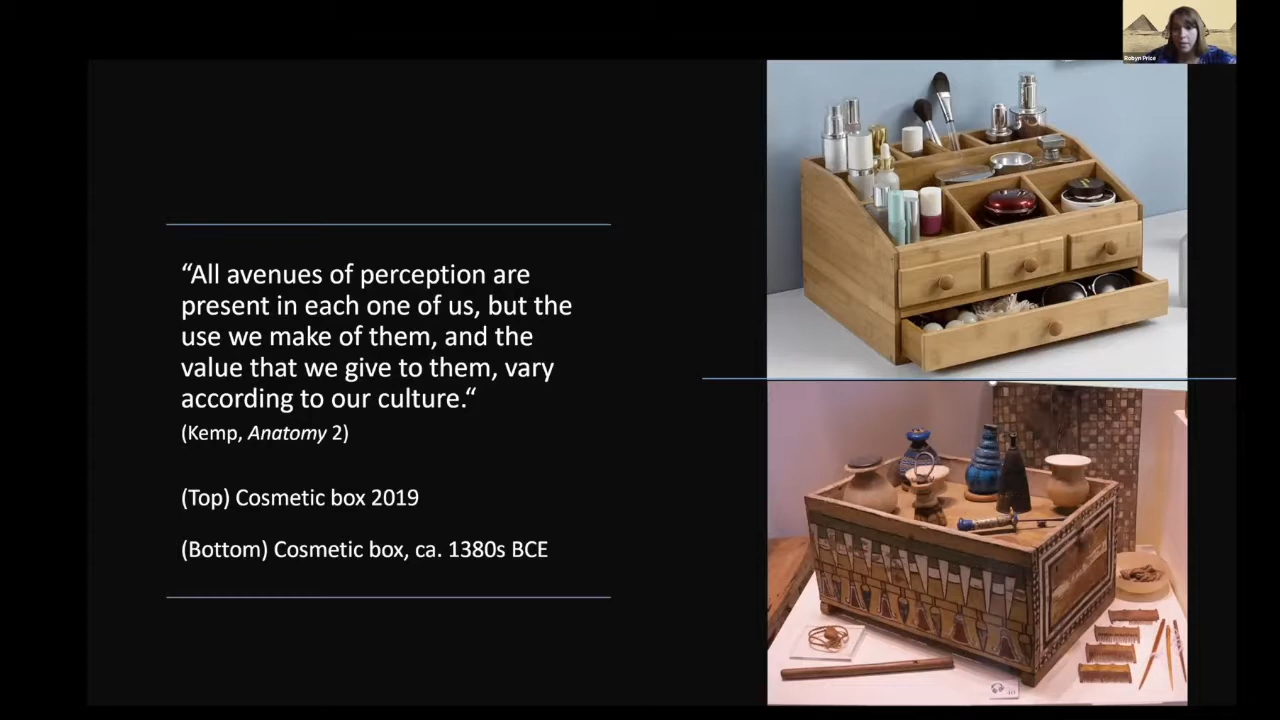 Robyn Price
“All avenues of perception are
present in each one of us, but the
use we make of them, and the
value that we give to them, vary
according to our culture.“
(Kemp, Anatomy 2)
(Top) Cosmetic box 2019
(Bottom) Cosmetic box, ca. 1380s BCE